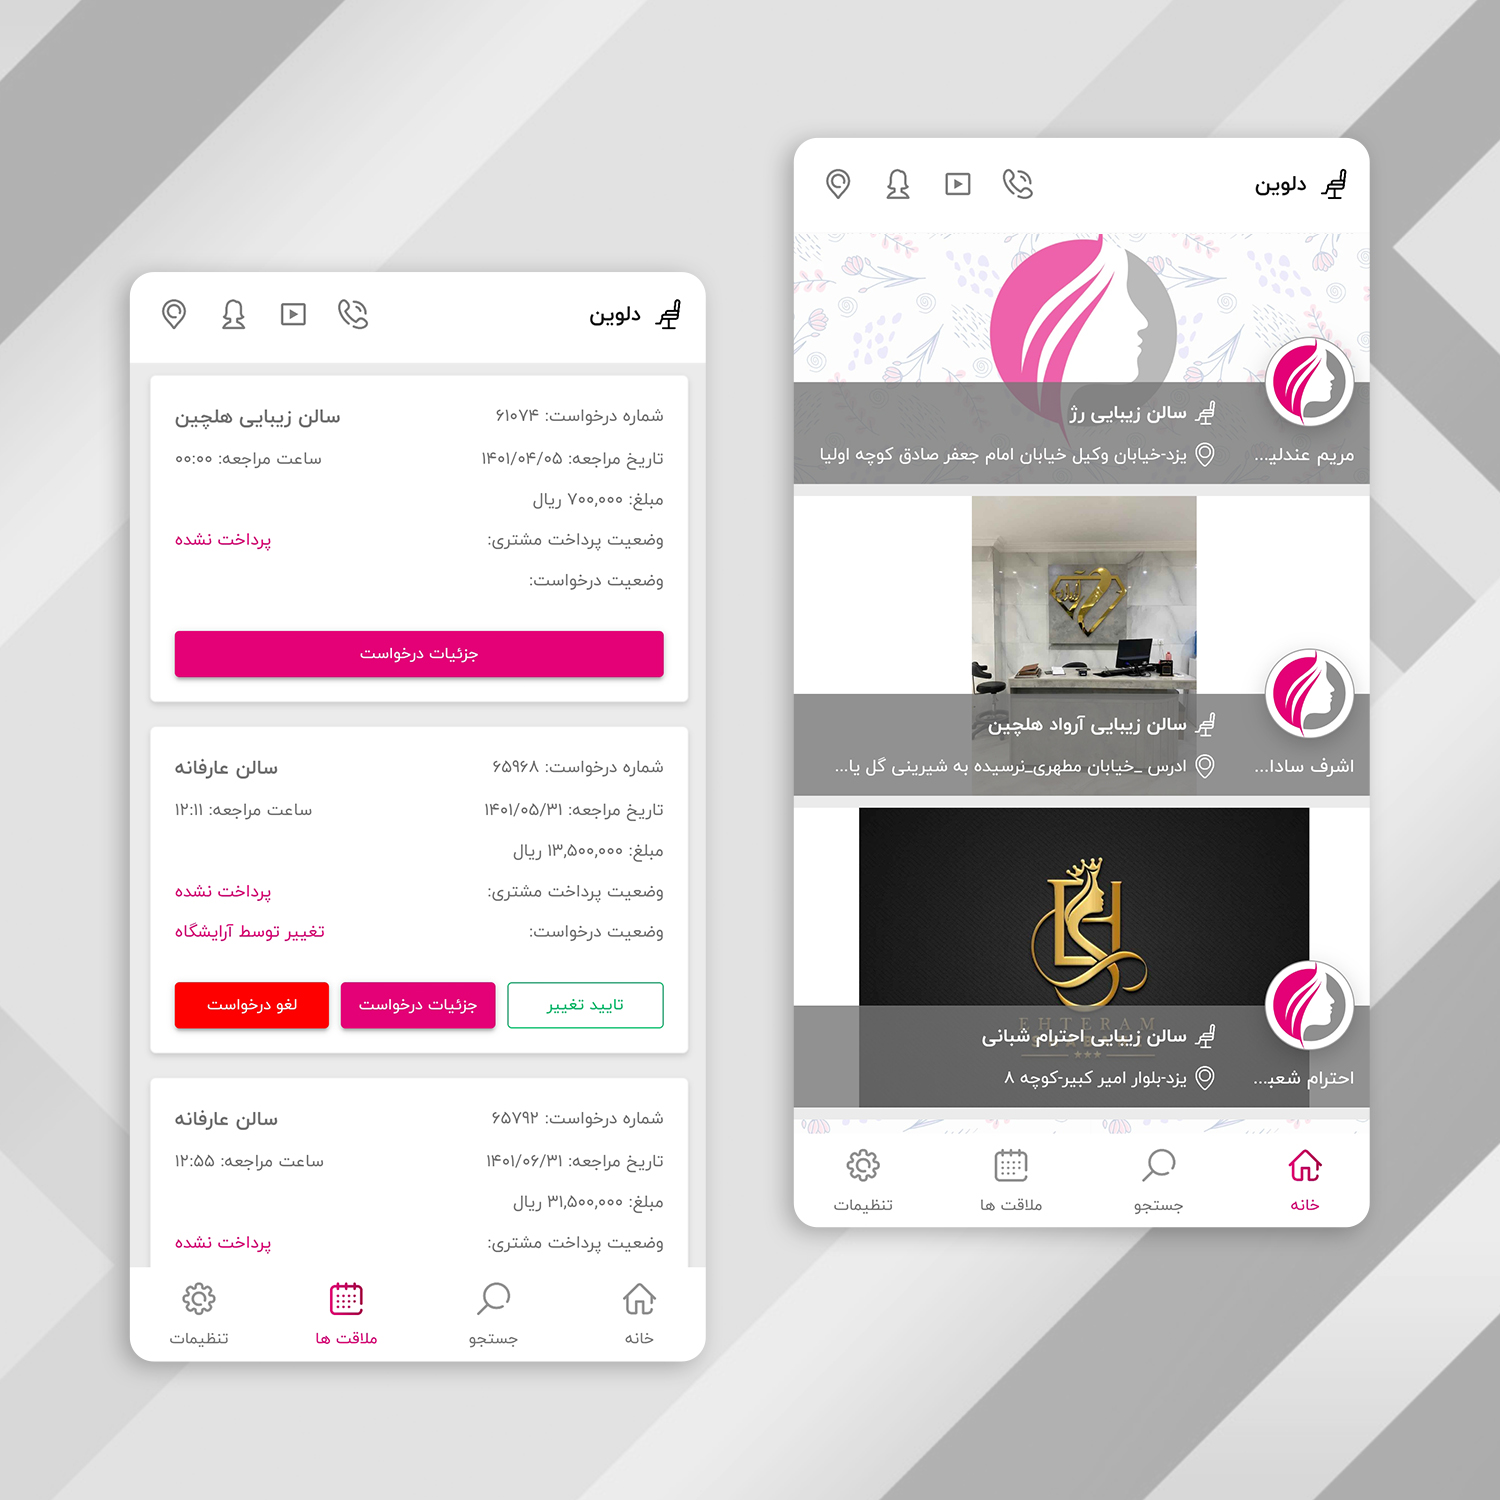 دلوین
شماره درخواست: ۶۱۰۷۴
سالن زیبایی هلچین
تاریخ مراجعه: ۱۴۰۱/۰۴/۰۵
ساعت مراجعه: ۰۰:۰۰
مبلغ: ۷۰۰,۰۰۰ ریال
وضعیت پرداخت مشتری:
پرداخت نشده
وضعیت درخواست:
جزئیات درخواست
شماره درخواست: ۶۵۹۶۸
سالن عارفانه
تاریخ مراجعه: ۱۴۰۱/۰۵/۳۱
ساعت مراجعه: ۱۲:۱۱
مبلغ: ۱۳,۵۰۰,۰۰۰ ریال
وضعیت پرداخت مشتری:
پرداخت نشده
وضعیت درخواست:
تغییر توسط آرایشگاه
تایید تغییر
جزئیات درخواست
لغو درخواست
شماره درخواست: ۶۵۷۹۲
سالن عارفانه
تاریخ مراجعه: ۱۴۰۱/۰۶/۳۱
ساعت مراجعه: ۱۲:۵۵
مبلغ: ۳۱,۵۰۰,۰۰۰ ریال
وضعیت پرداخت مشتری:
پرداخت نشده
خانه
جستجو
ملاقت ها
تنظیمات
دلوین
سالن زیبایی رژ
مریم عندلیـ...
یزد-خیابان وکیل خیابان امام جعفر صادق کوچه اولیا
سالن زیبایی آرواد هلچین
اشرف سادا...
ادرس _خیابان مطهری_نرسیده به شیرینی گل یا...
EHTERAM
سالن زیبایی احترام شبانی
احترام شعبـ...
یزد-بلوار امیر کبیر-کوچه ۸
خانه
جستجو
ملاقت ها
تنظیمات